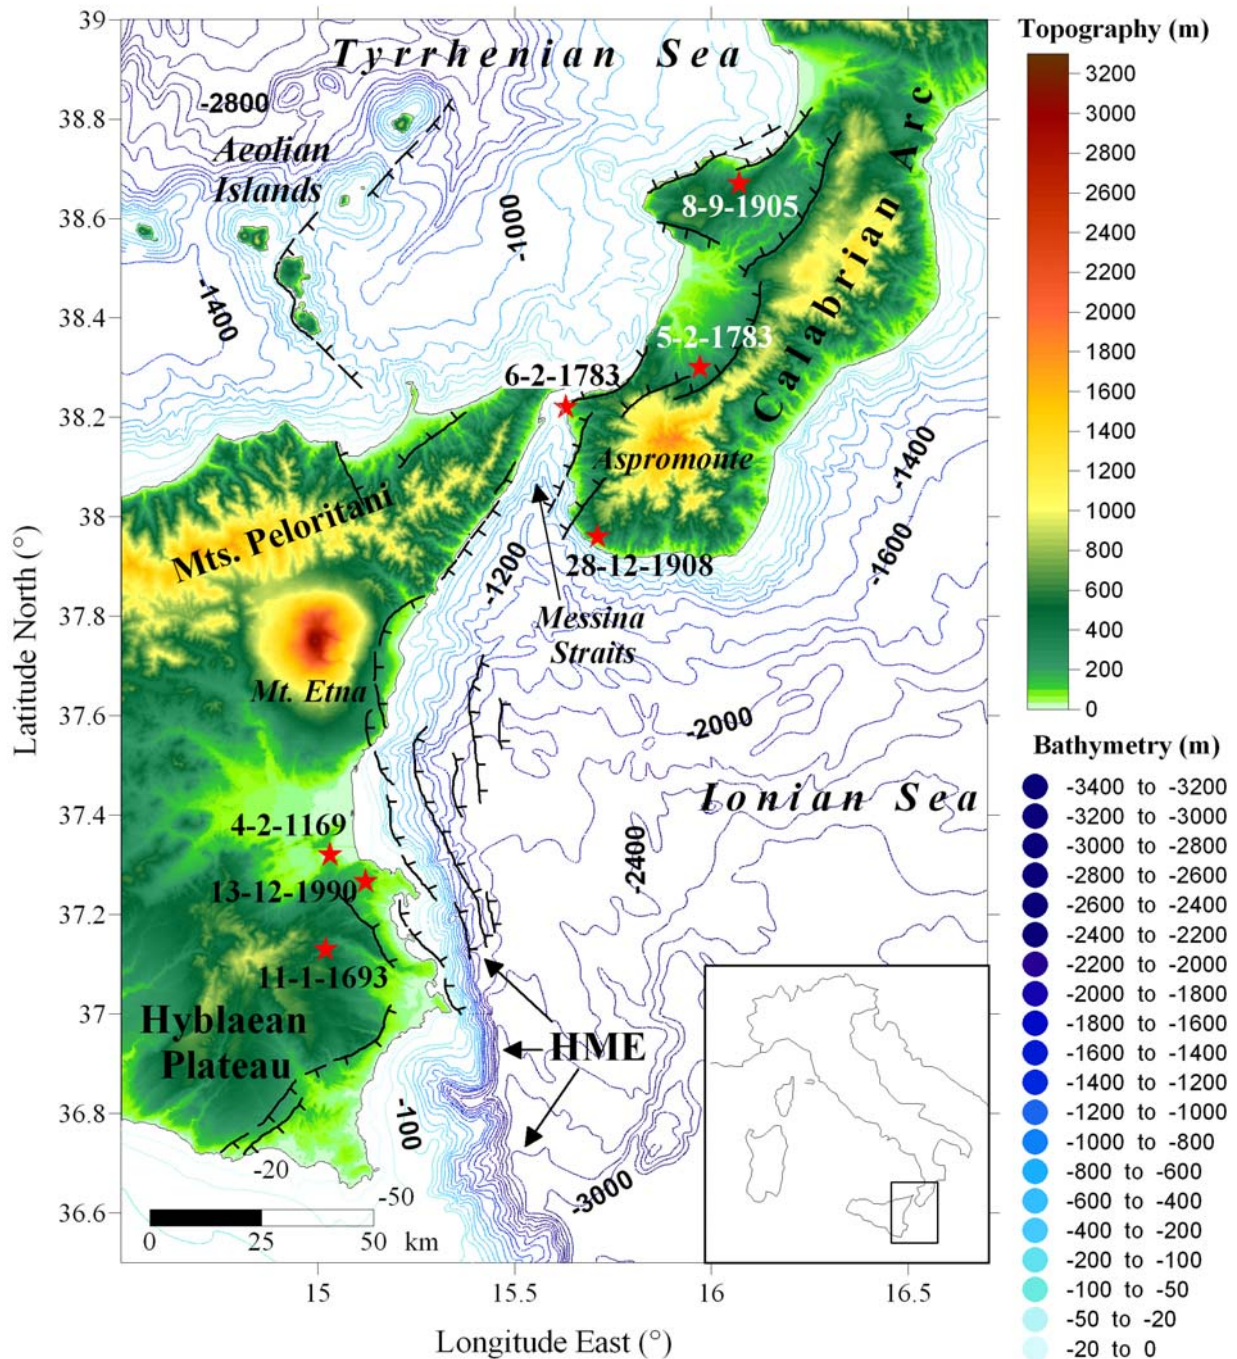 39
38.8
38.6
38.4
38.2
38
37.8
37.6
37.4
37.2
37
36.8
36.6
Latitude North (°)
15
15.5
16
16.5
Longitude East (°)
Tyrrhenian Sea
-2800
Aeolian
Islands
-1000
-1400
8-9-1905
Calabrian Arc
5-2-1783
6-2-1783
Aspromonte
-1400
Mts. Peloritani
28-12-1908
-1200
-1600
Messina
Straits
Mt. Etna
-2000
Ionian Sea
4-2-1169
-2400
13-12-1990
11-1-1693
Hyblaean
Plateau
HME
-100
-20
-50
-3000
0 25 50 km
Topography (m)
3200
3000
2800
2600
2400
2200
2000
1800
1600
1400
1200
1000
800
600
400
200
0
Bathymetry (m)
-3400 to -3200
-3200 to -3000
-3000 to -2800
-2800 to -2600
-2600 to -2400
-2400 to -2200
-2200 to -2000
-2000 to -1800
-1800 to -1600
-1600 to -1400
-1400 to -1200
-1200 to -1000
-1000 to -800
-800 to -600
-600 to -400
-400 to -200
-200 to -100
-100 to -50
-50 to -20
-20 to 0